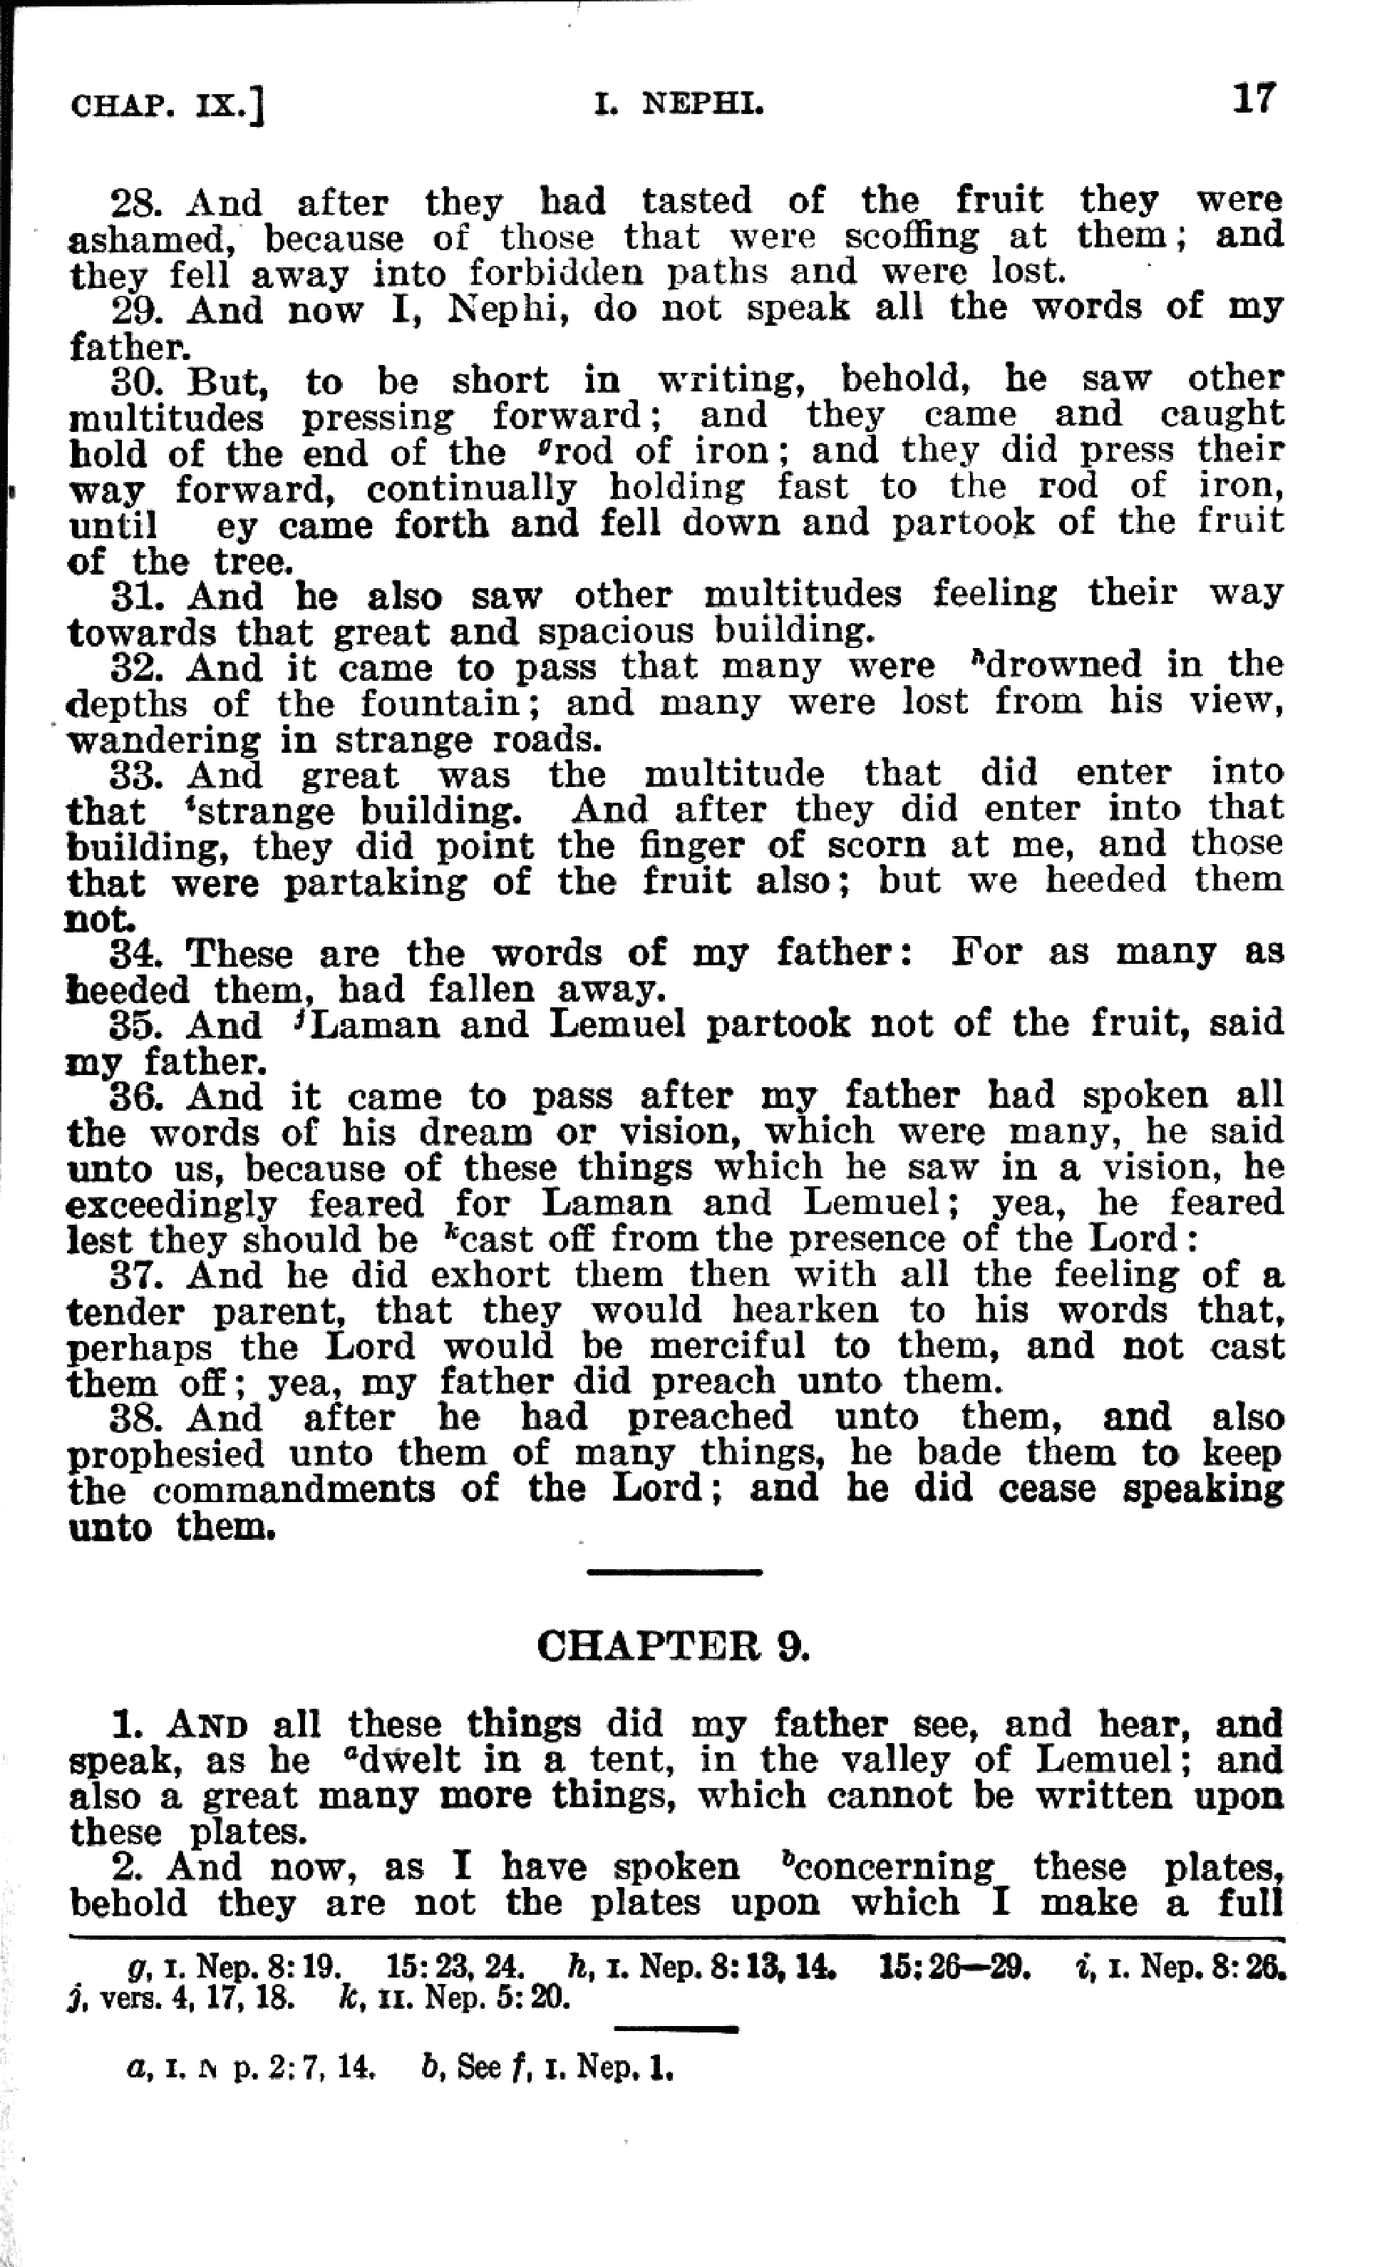 CHAP. IX.] I. NEPHI. 17
28. And after they had tasted of the fruit they were
ashamed, because of those that were scoffing at them; and
they fell away into forbidden paths and were lost.
29. And now I, Nephi, do not speak all the words of my
father.
30. But, to be short in writing, behold, he saw other
multitudes pressing forward; and they came and caught
hold of the end of the grod of iron; and they did press their
way forward, continually holding fast to the rod of iron,
until ey came forth and fell down and partook of the fruit
of the tree.
31. And he also saw other multitudes feeling their way
towards that great and spacious building.
32. And it came to pass that many were hdrowned in the
depths of the fountain; and many were lost from his view,
wandering in strange roads.
33. And great was the multitude that did enter into
that istrange building. And after they did enter into that
building, they did point the finger of scorn at me, and those
that were partaking of the fruit also; but we heeded them
not.
34. These are the words of my father: For as many as
heeded them, had fallen away.
35. And jLaman and Lemuel partook not of the fruit, said
my father.
36. And it came to pass after my father had spoken all
the words of his dream or vision, which were many, he said
unto us, because of these things which he saw in a vision, he
exceedingly feared for Laman and Lemuel; yea, he feared
lest they should be kcast off from the presence of the Lord:
37. And he did exhort them then with all the feeling of a
tender parent, that they would hearken to his words that,
perhaps the Lord would be merciful to them, and not cast
them off; yea, my father did preach unto them.
38. And after he had preached unto them, and also
prophesied unto them of many things, he bade them to keep
the commandments of the Lord; and he did cease speaking
unto them.
CHAPTER 9.
1. AND all these things did my father see, and hear, and
speak, as he adwelt in a tent, in the valley of Lemuel; and
also a great many more things, which cannot be written upon
these plates.
2. And now, as I have spoken bconcerning these plates,
behold they are not the plates upon which I make a full
g, I. Nep. 8:19. 15:23, 24. h, I. Nep. 8:13, 14. 15:26—29. i, I. Nep. 8:26.
j, vers. 4, 17, 18. k, II. Nep. 5:20.
a, I. N p. 2:7, 14. b, See f, I. Nep. 1.